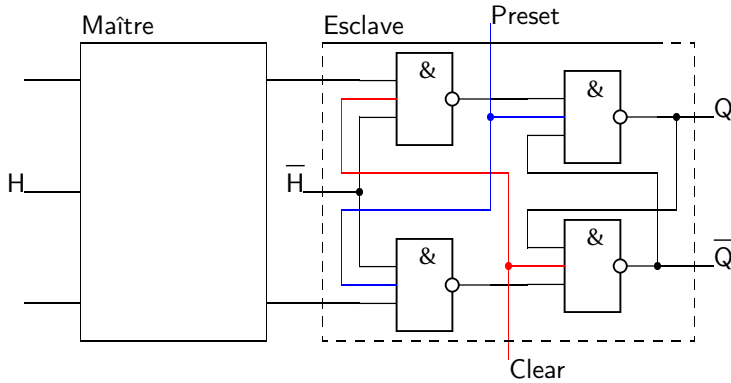 Preset
Maître
Esclave
&
&
Q
H
H̅
&
&
Q̅
Clear